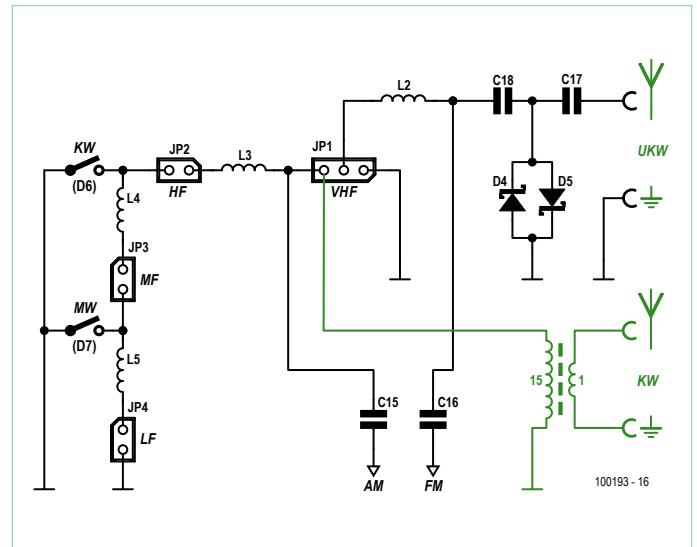 C18
C17
L2
UKW
KW
(D6)
JP2
HF
L3
JP1
VHF
D4
D5
L4
JP3
MF
MW
(D7)
L5
JP4
LF
15
1
KW
C15
C16
AM
FM
100193 - 16